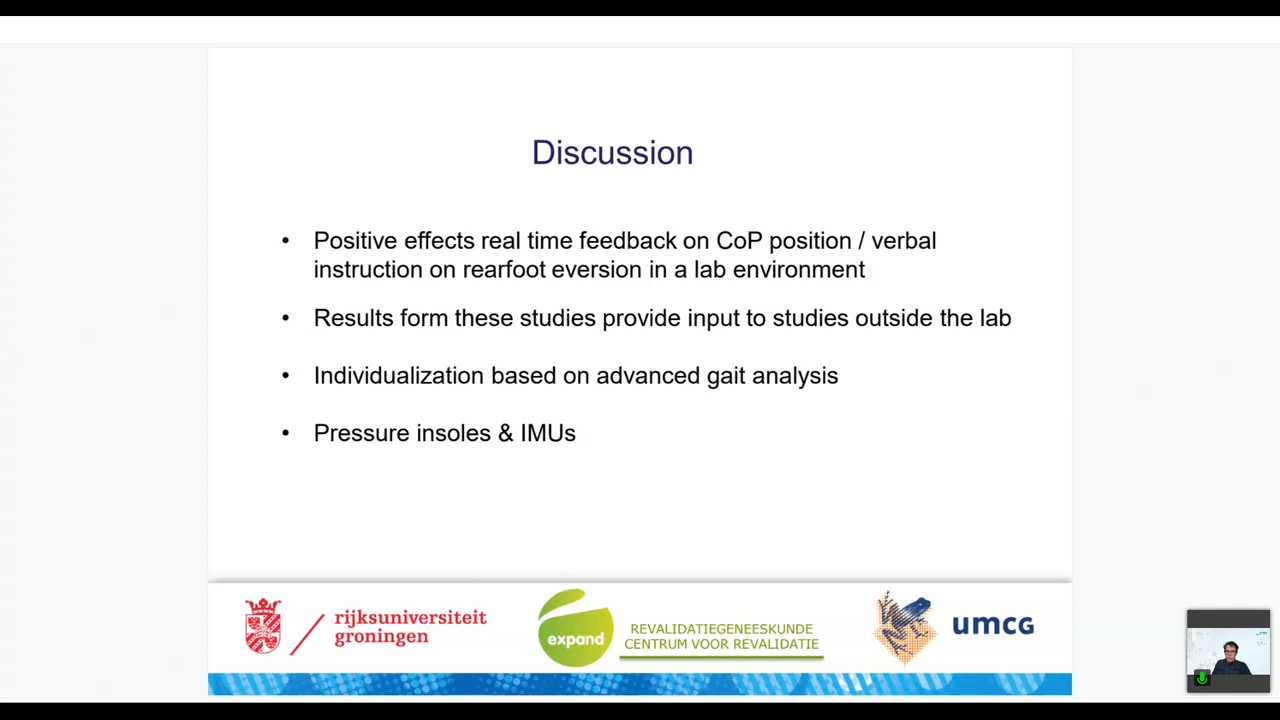 Discussion
• Positive effects real time feedback on CoP position / verbal
instruction on rearfoot eversion in a lab environment
• Results form these studies provide input to studies outside the lab
• Individualization based on advanced gait analysis
• Pressure insoles & IMUs
rijksuniversiteit
groningen
expand
REVALIDATIEGENEESKUNDE
CENTRUM VOOR REVALIDATIE
umcg